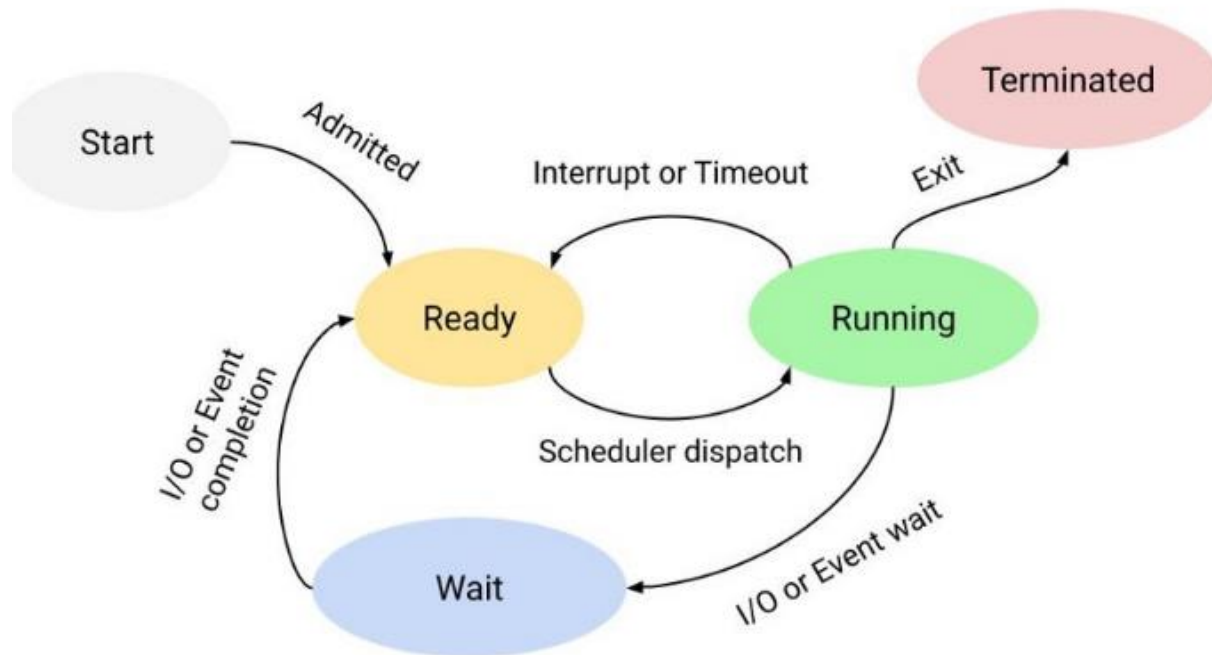 Terminated
Start
Admitted
Interrupt or Timeout
Exit
Ready
Running
I/O or Event
completion
Scheduler dispatch
Wait
I/O or Event wait